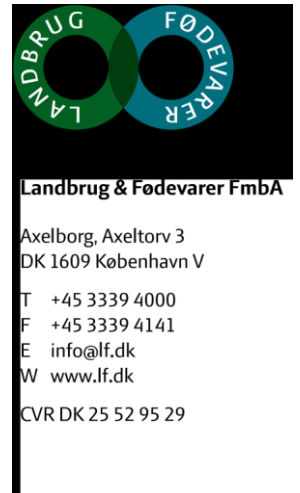 LANDBRUG FØDEVARER
Landbrug & Fødevarer FmbA
Axelborg, Axeltorv 3
DK 1609 København V
T +45 3339 4000
F +45 3339 4141
E info@lf.dk
W www.lf.dk
CVR DK 25 52 95 29